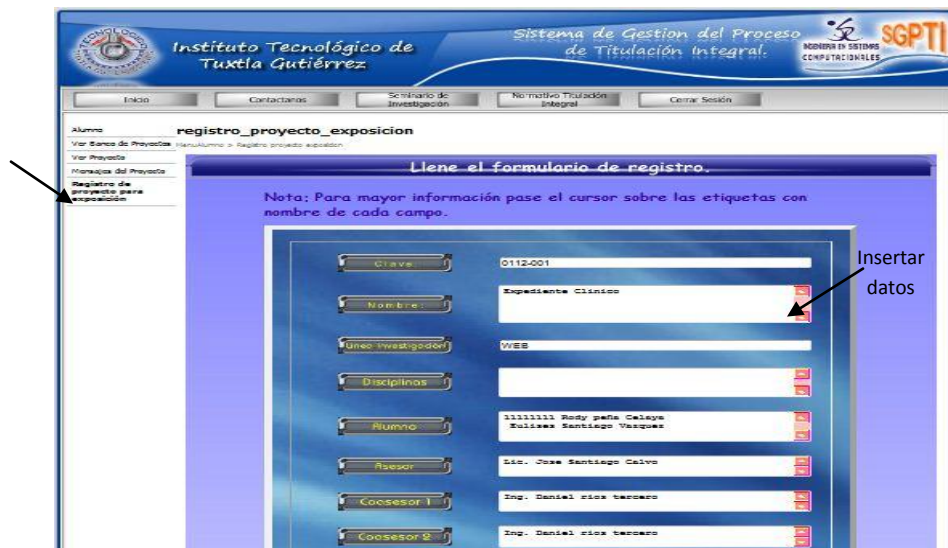 Instituto Tecnológico de
Tuxtla Gutiérrez
Sistema de Gestion del Proceso
de Titulación Integral.
INGENIERIA EN SISTEMAS
COMPUTACIONALES
SGPTI
Inicio
Contactanos
Seminario de
Investigación
Normativo Titulación
Integral
Cerrar Sesión
Alumno
Ver Banco de Proyectos
Ver Proyecto
Mensajes del Proyecto
Registro de
proyecto para
exposición
registro_proyecto_exposicion
MenuAlumno > Registro proyecto exposicion
Llene el formulario de registro.
Nota: Para mayor información pase el cursor sobre las etiquetas con
nombre de cada campo.
Clave:
0112-001
Nombre:
Expediente Clinico
Insertar
datos
Linea Investigación
WEB
Disciplinas
Alumno
11111111 Rody peña Celaya
Eulises Santiago Vazquez
Asesor
Lic. Jose Santiago Calvo
Coasesor 1
Ing. Daniel rios tercero
Coasesor 2
Ing. Daniel rios tercero